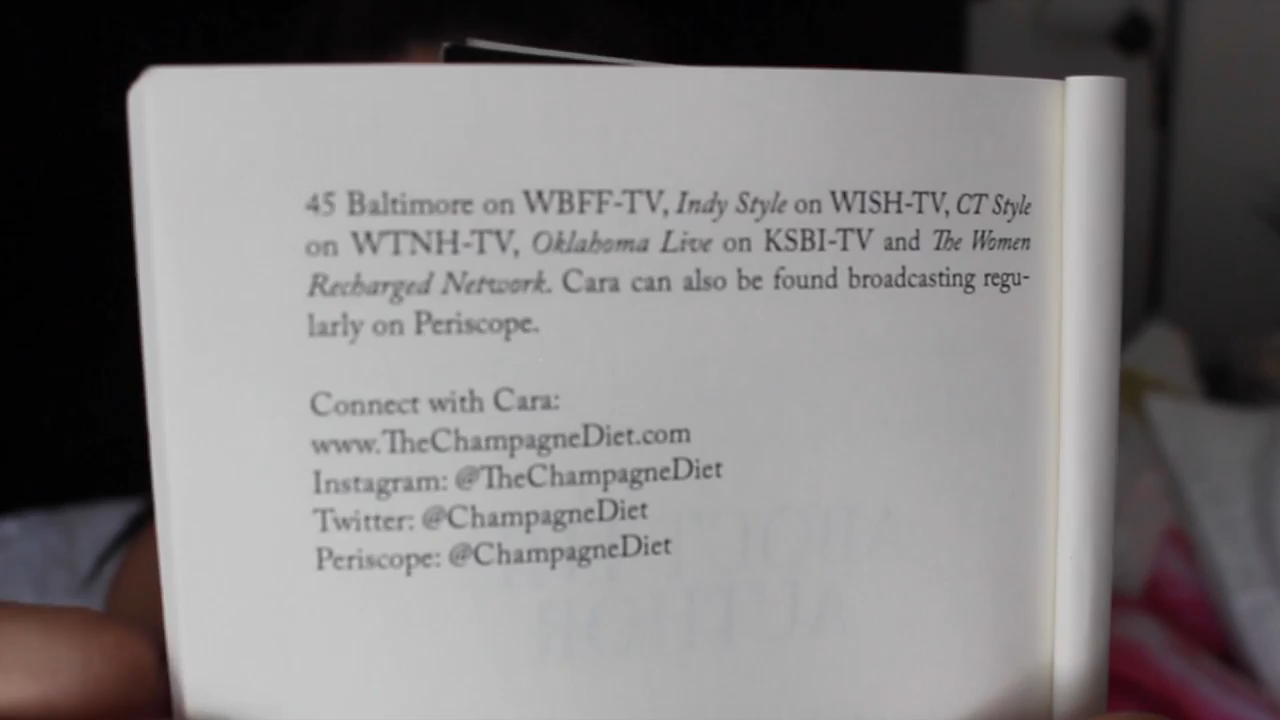 45 Baltimore on WBFF-TV, Indy Style on WISH-TV, CT Style
on WTNH-TV, Oklahoma Live on KSBI-TV and The Women
Recharged Network. Cara can also be found broadcasting regu-
larly on Periscope.
Connect with Cara:
www.TheChampagneDiet.com
Instagram: @TheChampagneDiet
Twitter: @ChampagneDiet
Periscope: @ChampagneDiet